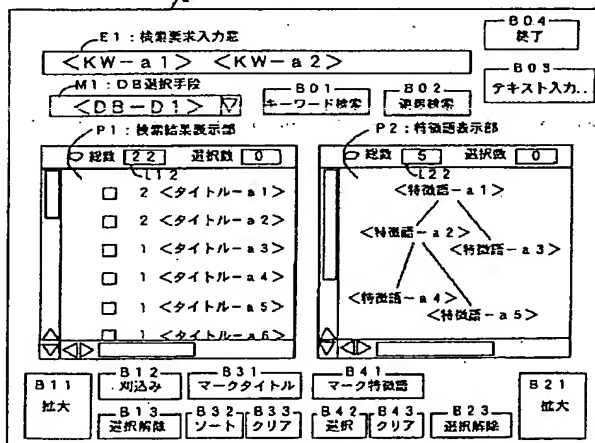 E1:検索要求入力窓
<KW-a1> <KW-a2>
B04
終了
M1:DB選択手段
<DB-D1> ▽
B01
キーワード検索
B02
連想検索
B03
テキスト入力..
P1:検索結果表示部
総数 22 選択数 0
L12
□ 2 <タイトル-a1>
□ 2 <タイトル-a2>
□ 1 <タイトル-a3>
□ 1 <タイトル-a4>
□ 1 <タイトル-a5>
□ 1 <タイトル-a6>
P2:特徴語表示部
総数 5 選択数 0
L22
<特徴語-a1>
<特徴語-a2>
<特徴語-a3>
<特徴語-a4>
<特徴語-a5>
B11
拡大
B12
刈込み
B31
マークタイトル
B41
マーク特徴語
B21
拡大
B13
選択解除
B32
ソート
B33
クリア
B42
選択
B43
クリア
B23
選択解除